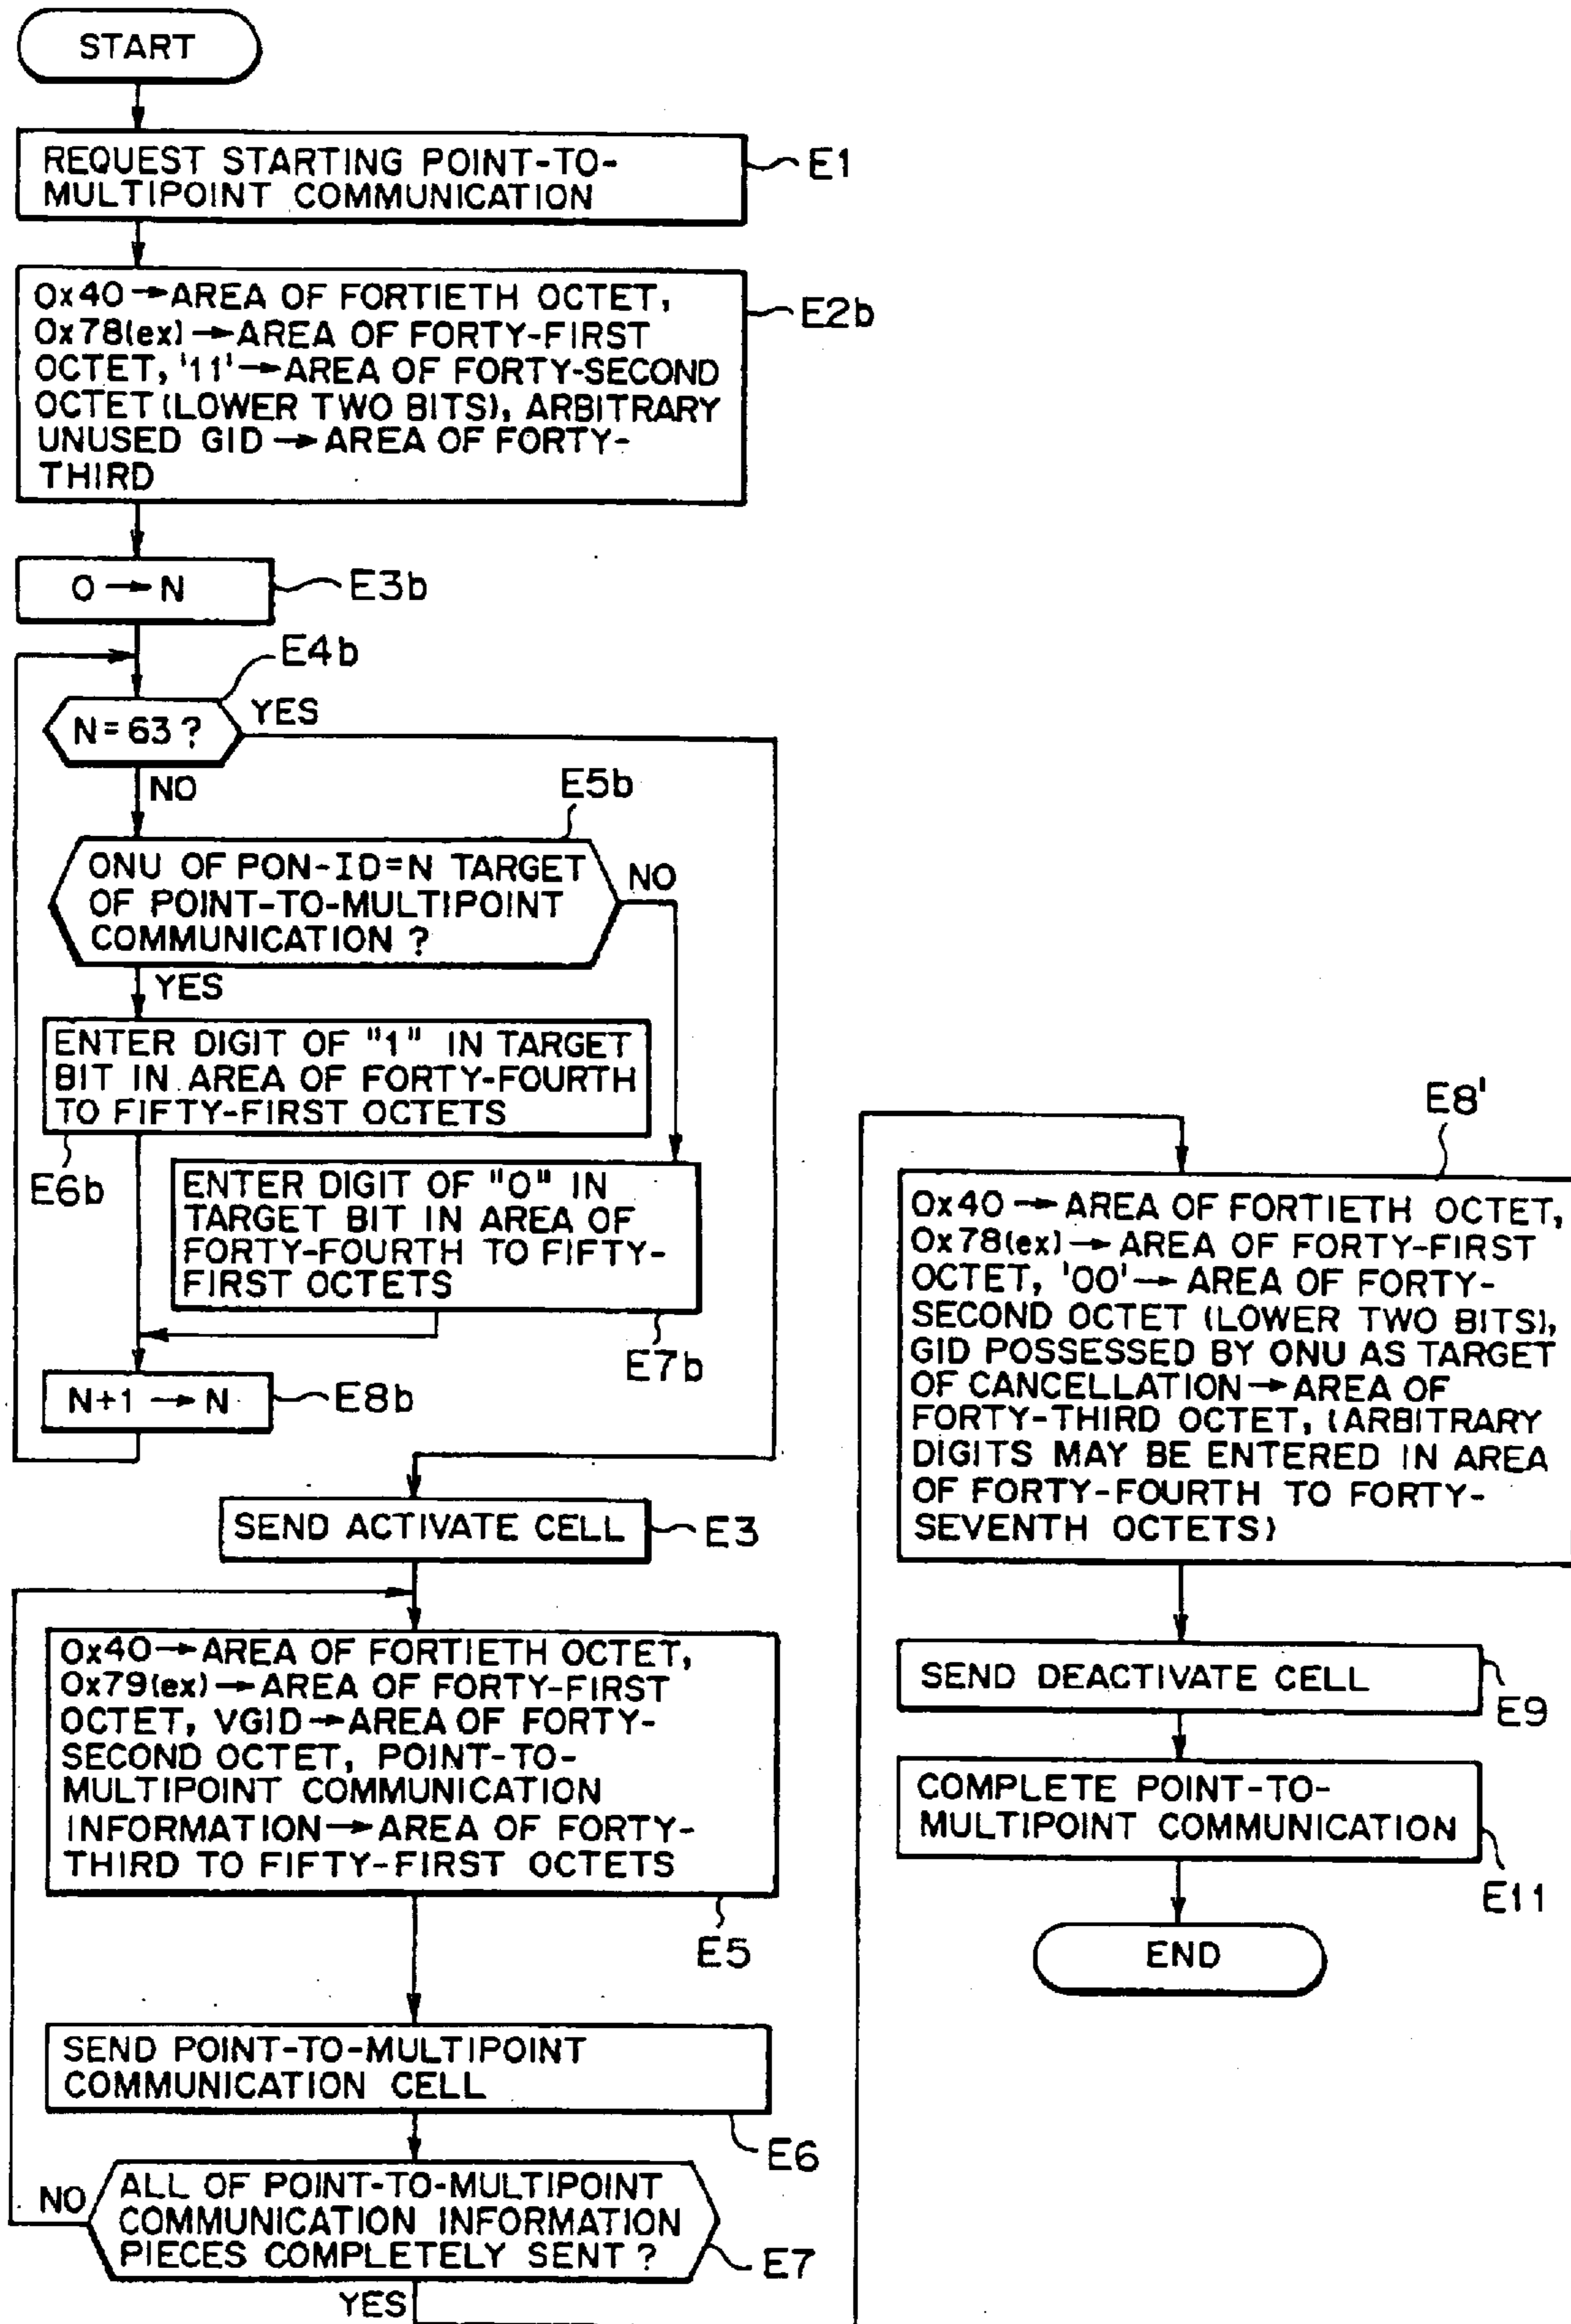 START
REQUEST STARTING POINT-TO-
MULTIPOINT COMMUNICATION
E1
0x40→AREA OF FORTIETH OCTET,
0x78(ex)→AREA OF FORTY-FIRST
OCTET, '11'→AREA OF FORTY-SECOND
OCTET (LOWER TWO BITS), ARBITRARY
UNUSED GID→AREA OF FORTY-
THIRD
E2b
0→N
E3b
E4b
N=63?
YES
NO
E5b
ONU OF PON-ID=N TARGET
OF POINT-TO-MULTIPOINT
COMMUNICATION?
NO
YES
ENTER DIGIT OF "1" IN TARGET
BIT IN AREA OF FORTY-FOURTH
TO FIFTY-FIRST OCTETS
E6b
ENTER DIGIT OF "0" IN
TARGET BIT IN AREA OF
FORTY-FOURTH TO FIFTY-
FIRST OCTETS
E7b
N+1→N
E8b
SEND ACTIVATE CELL
E3
0x40→AREA OF FORTIETH OCTET,
0x79(ex)→AREA OF FORTY-FIRST
OCTET, VGID→AREA OF FORTY-
SECOND OCTET, POINT-TO-
MULTIPOINT COMMUNICATION
INFORMATION→AREA OF FORTY-
THIRD TO FIFTY-FIRST OCTETS
E5
SEND POINT-TO-MULTIPOINT
COMMUNICATION CELL
E6
ALL OF POINT-TO-MULTIPOINT
COMMUNICATION INFORMATION
PIECES COMPLETELY SENT?
E7
NO
YES
E8'
0x40→AREA OF FORTIETH OCTET,
0x78(ex)→AREA OF FORTY-FIRST
OCTET, '00'→AREA OF FORTY-
SECOND OCTET (LOWER TWO BITS),
GID POSSESSED BY ONU AS TARGET
OF CANCELLATION→AREA OF
FORTY-THIRD OCTET, (ARBITRARY
DIGITS MAY BE ENTERED IN AREA
OF FORTY-FOURTH TO FORTY-
SEVENTH OCTETS)
SEND DEACTIVATE CELL
E9
COMPLETE POINT-TO-
MULTIPOINT COMMUNICATION
E11
END